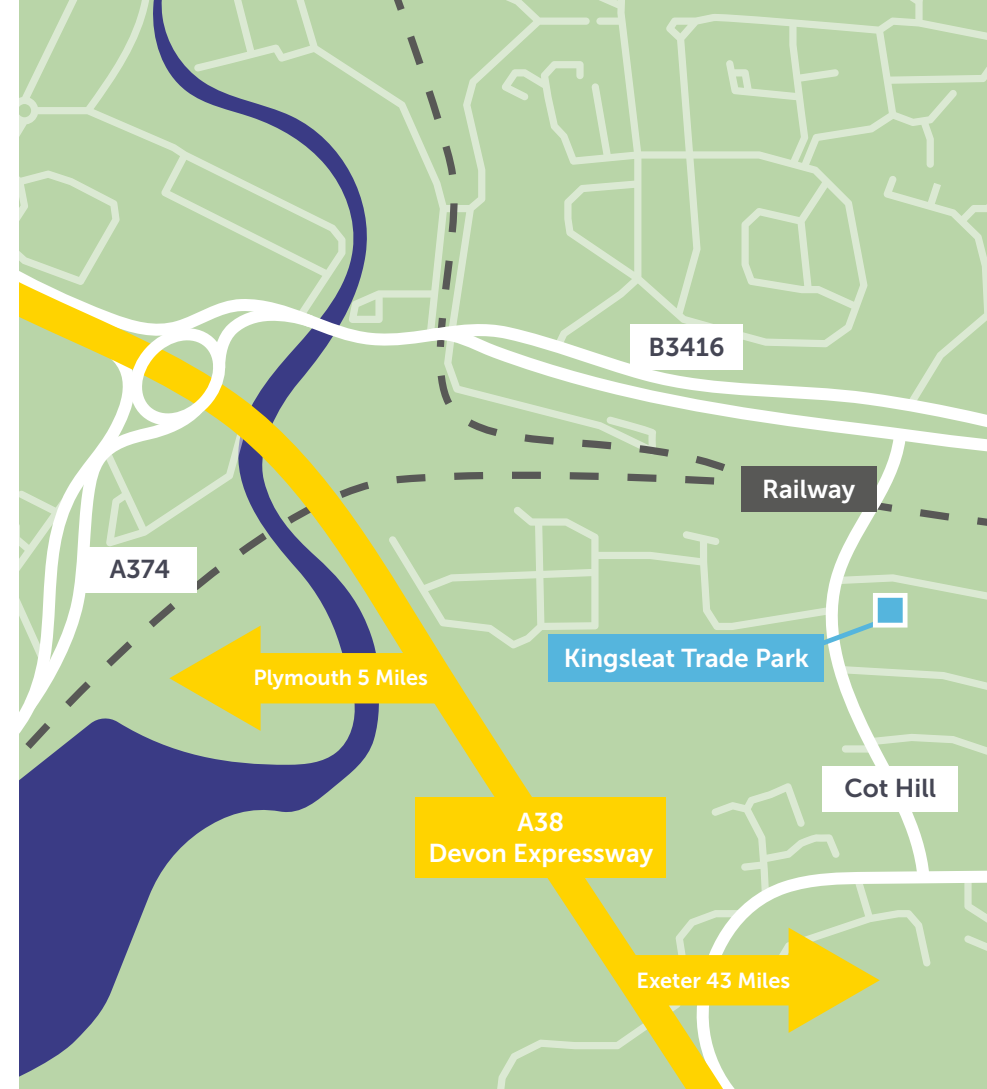 B3416
Railway
A374
Kingsleat Trade Park
Plymouth 5 Miles
Cot Hill
A38
Devon Expressway
Exeter 43 Miles